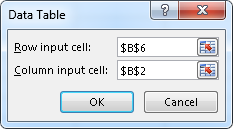 Data Table
Row input cell: $B$6
Column input cell: $B$2
OK Cancel